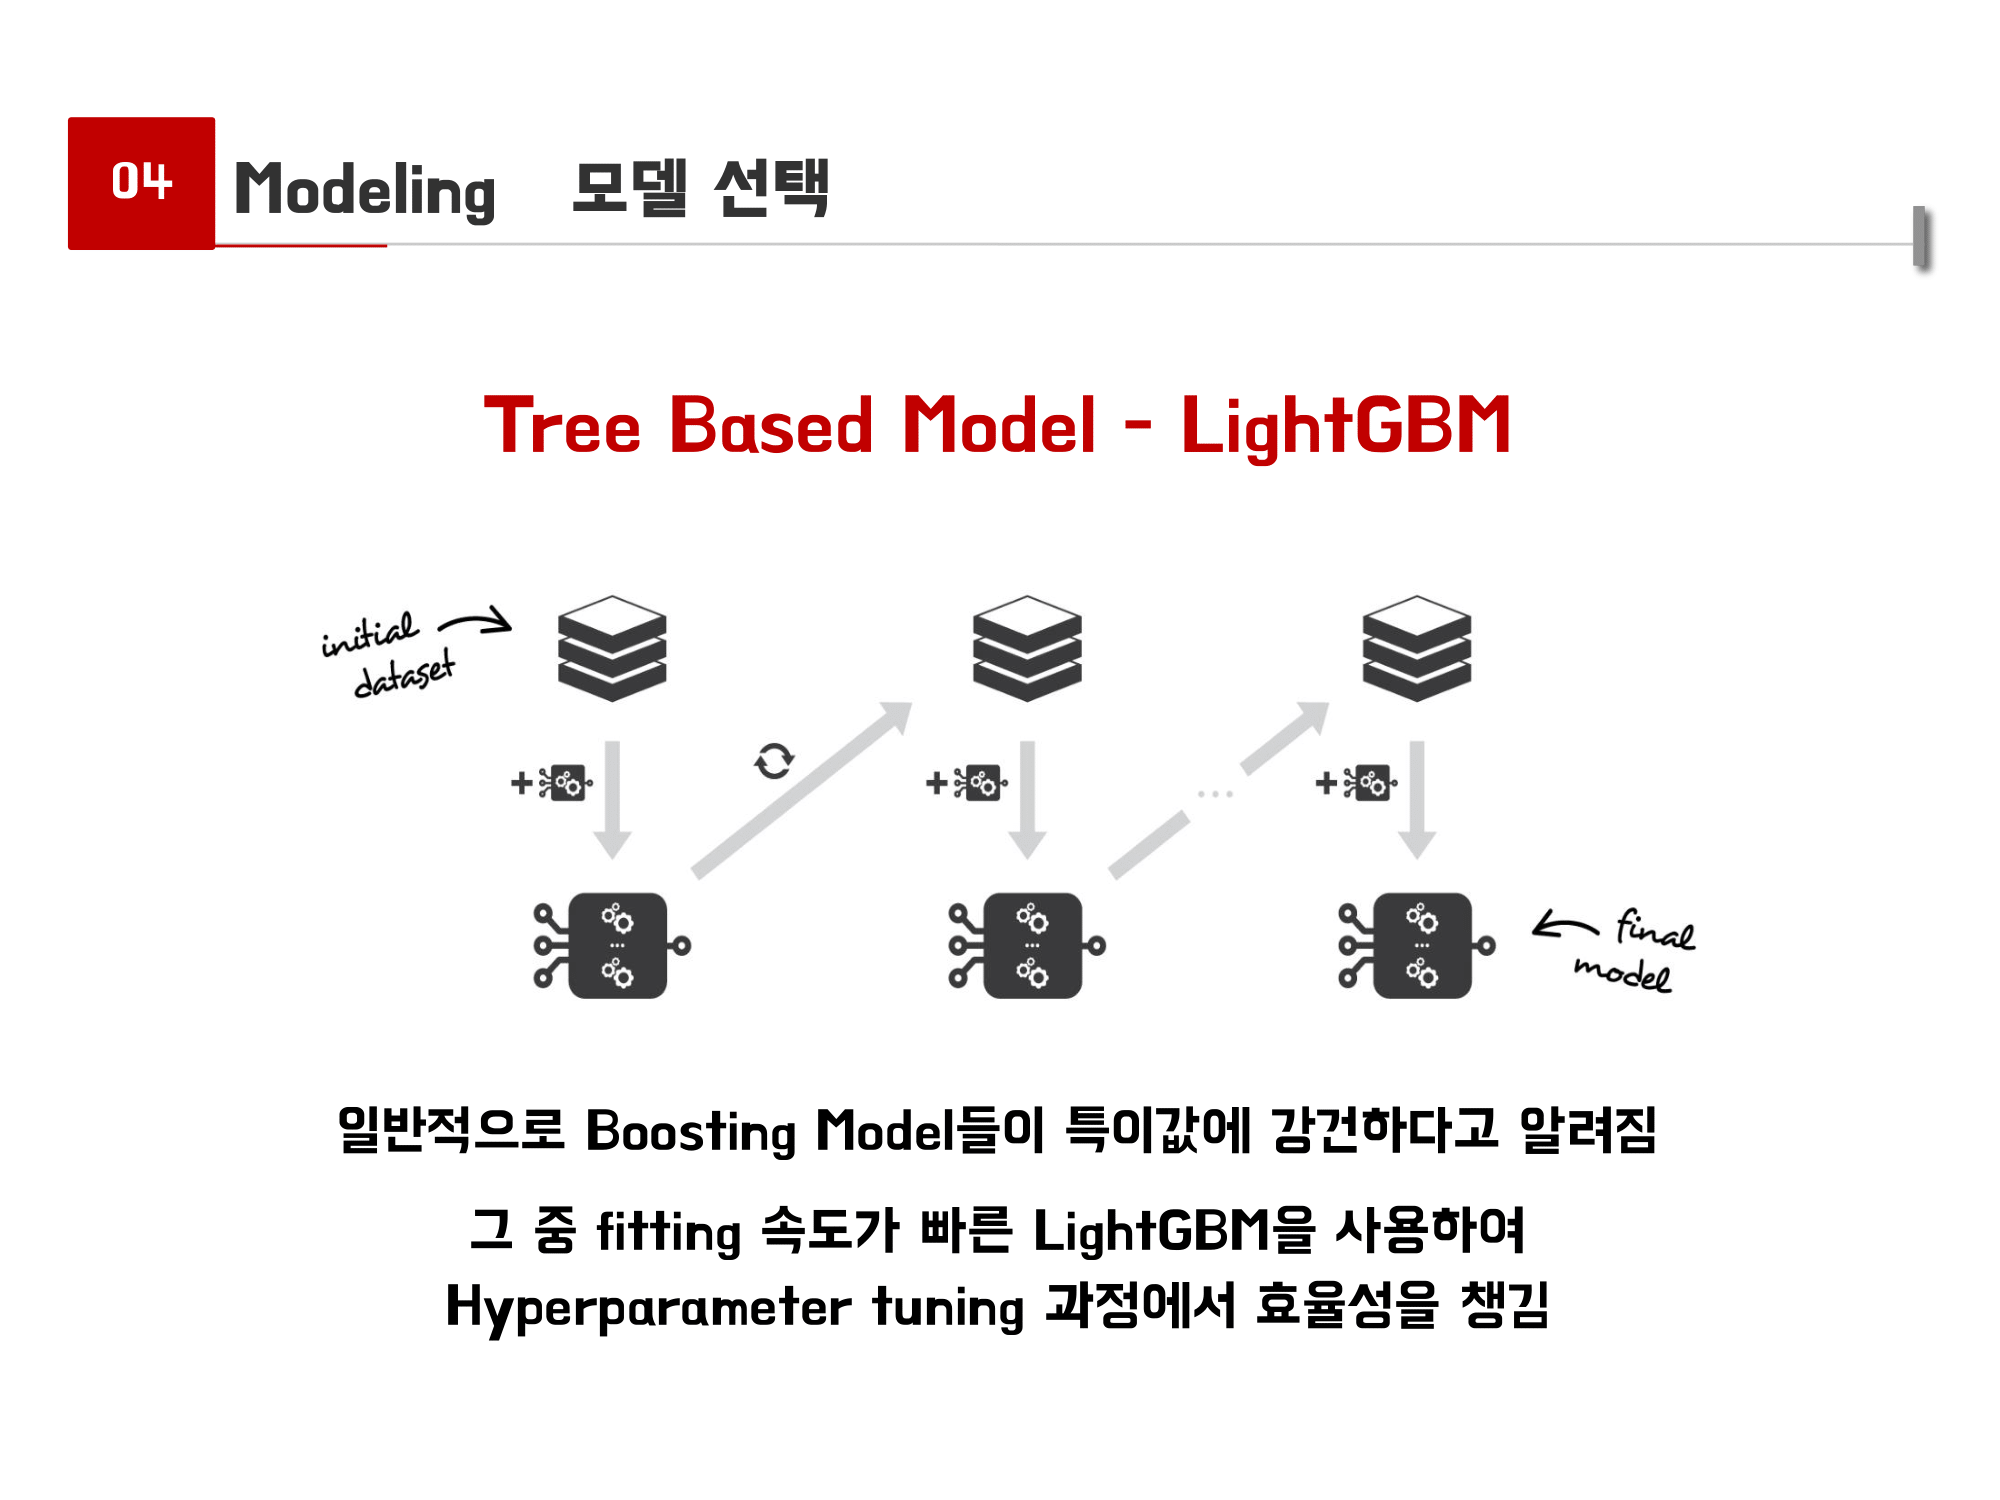 04
Modeling 모델 선택
Tree Based Model - LightGBM
initial
dataset
...
final
model
일반적으로 Boosting Model들이 특이값에 강건하다고 알려짐
그 중 fitting 속도가 빠른 LightGBM을 사용하여
Hyperparameter tuning 과정에서 효율성을 챙김